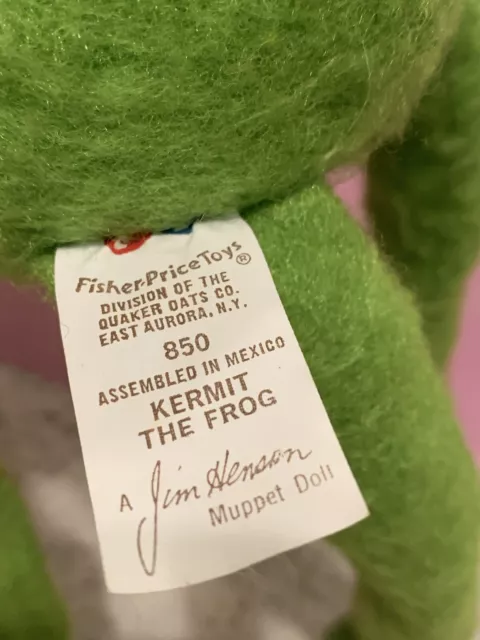 Fisher-Price Toys®
DIVISION OF THE
QUAKER OATS CO.
EAST AURORA, N.Y.
850
ASSEMBLED IN MEXICO
KERMIT
THE FROG
A Jim Henson
Muppet Doll